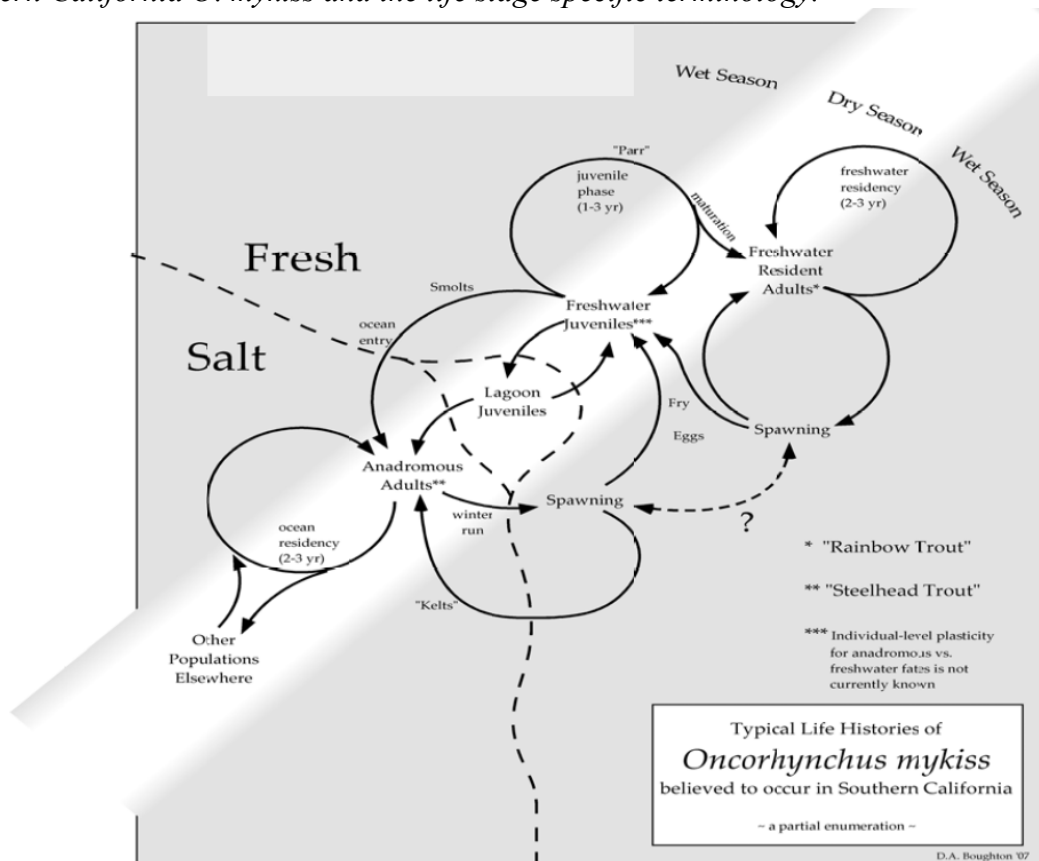 ern California O. mykiss and the life stage specific terminology.
Wet Season
Dry Season
Wet Season
"Parr"
juvenile
phase
(1-3 yr)
maturation
freshwater
residency
(2-3 yr)
Freshwater
Resident
Adults*
Fresh
Smolts
Freshwater
Juveniles***
ocean
entry
Salt
Lagoon
Juveniles
Fry
Eggs
Spawning
Anadromous
Adults**
winter
run
Spawning
?
ocean
residency
(2-3 yr)
"Kelts"
Other
Populations
Elsewhere
* "Rainbow Trout"
** "Steelhead Trout"
*** Individual-level plasticity
for anadromous vs.
freshwater fates is not
currently known
Typical Life Histories of
Oncorhynchus mykiss
believed to occur in Southern California
~ a partial enumeration ~
D.A. Boughton '07